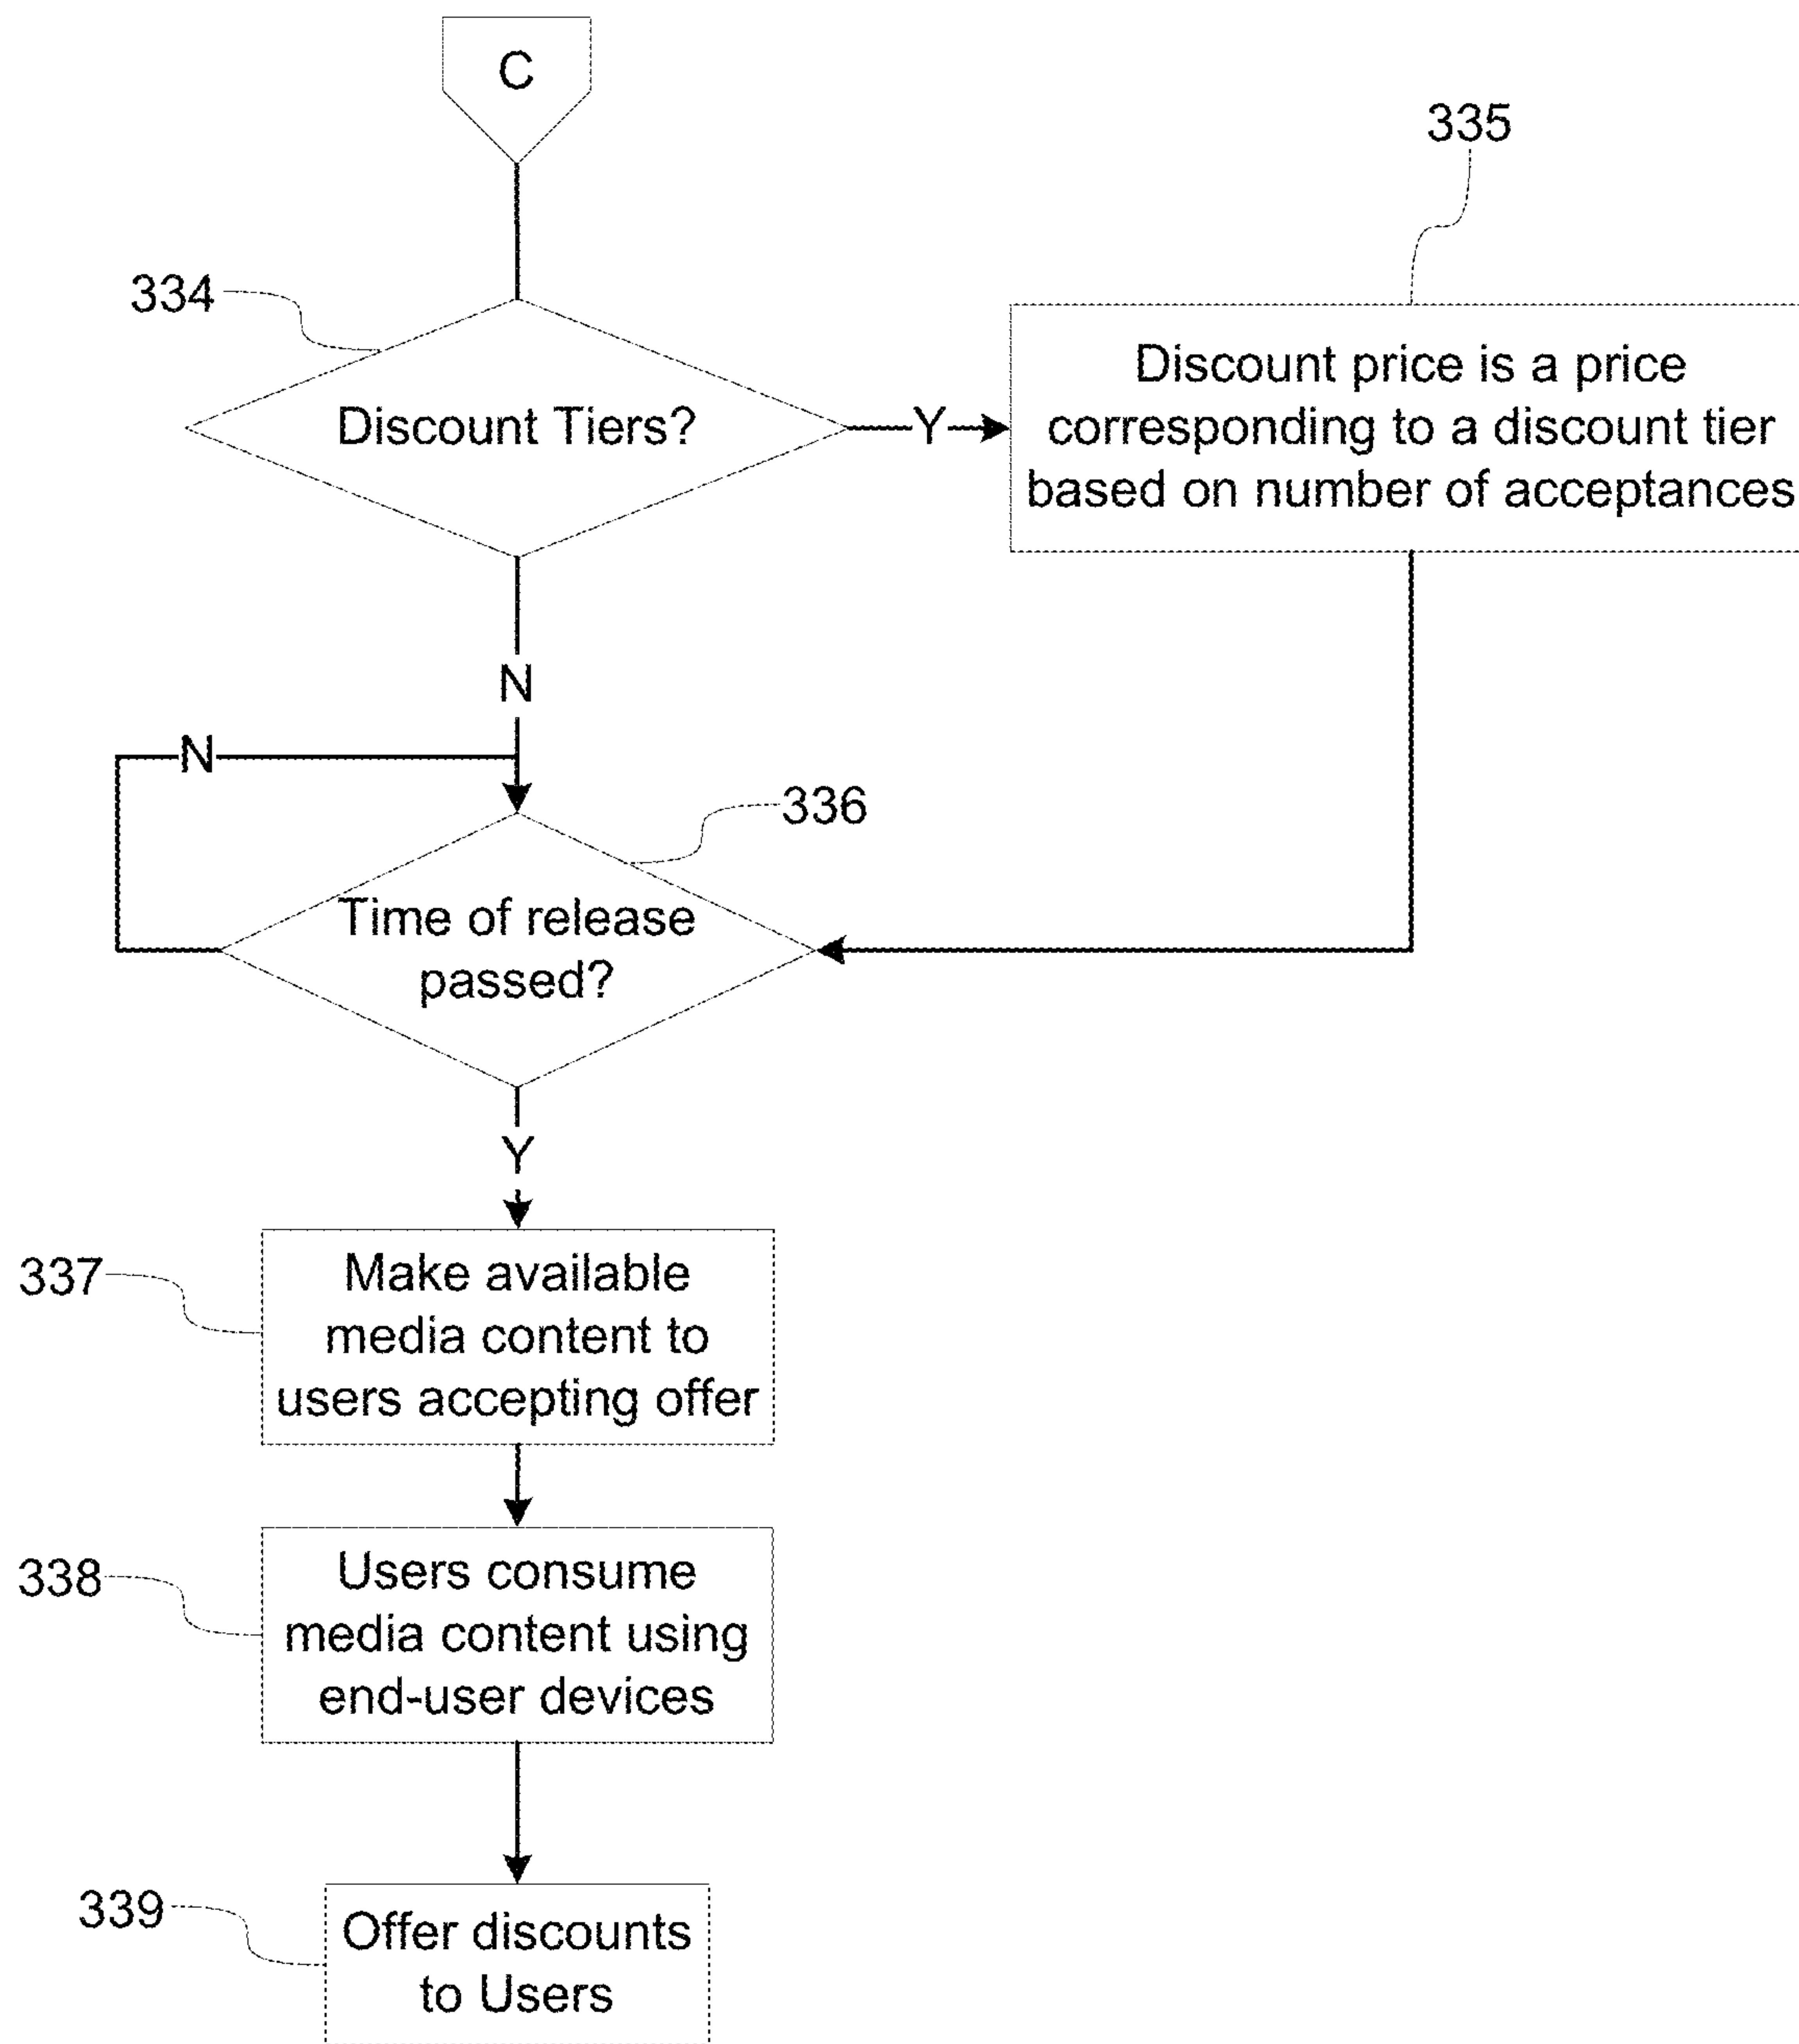 C
335
334
Discount Tiers?
Y
Discount price is a price
corresponding to a discount tier
based on number of acceptances
N
N
336
Time of release
passed?
Y
337
Make available
media content to
users accepting offer
338
Users consume
media content using
end-user devices
339
Offer discounts
to Users